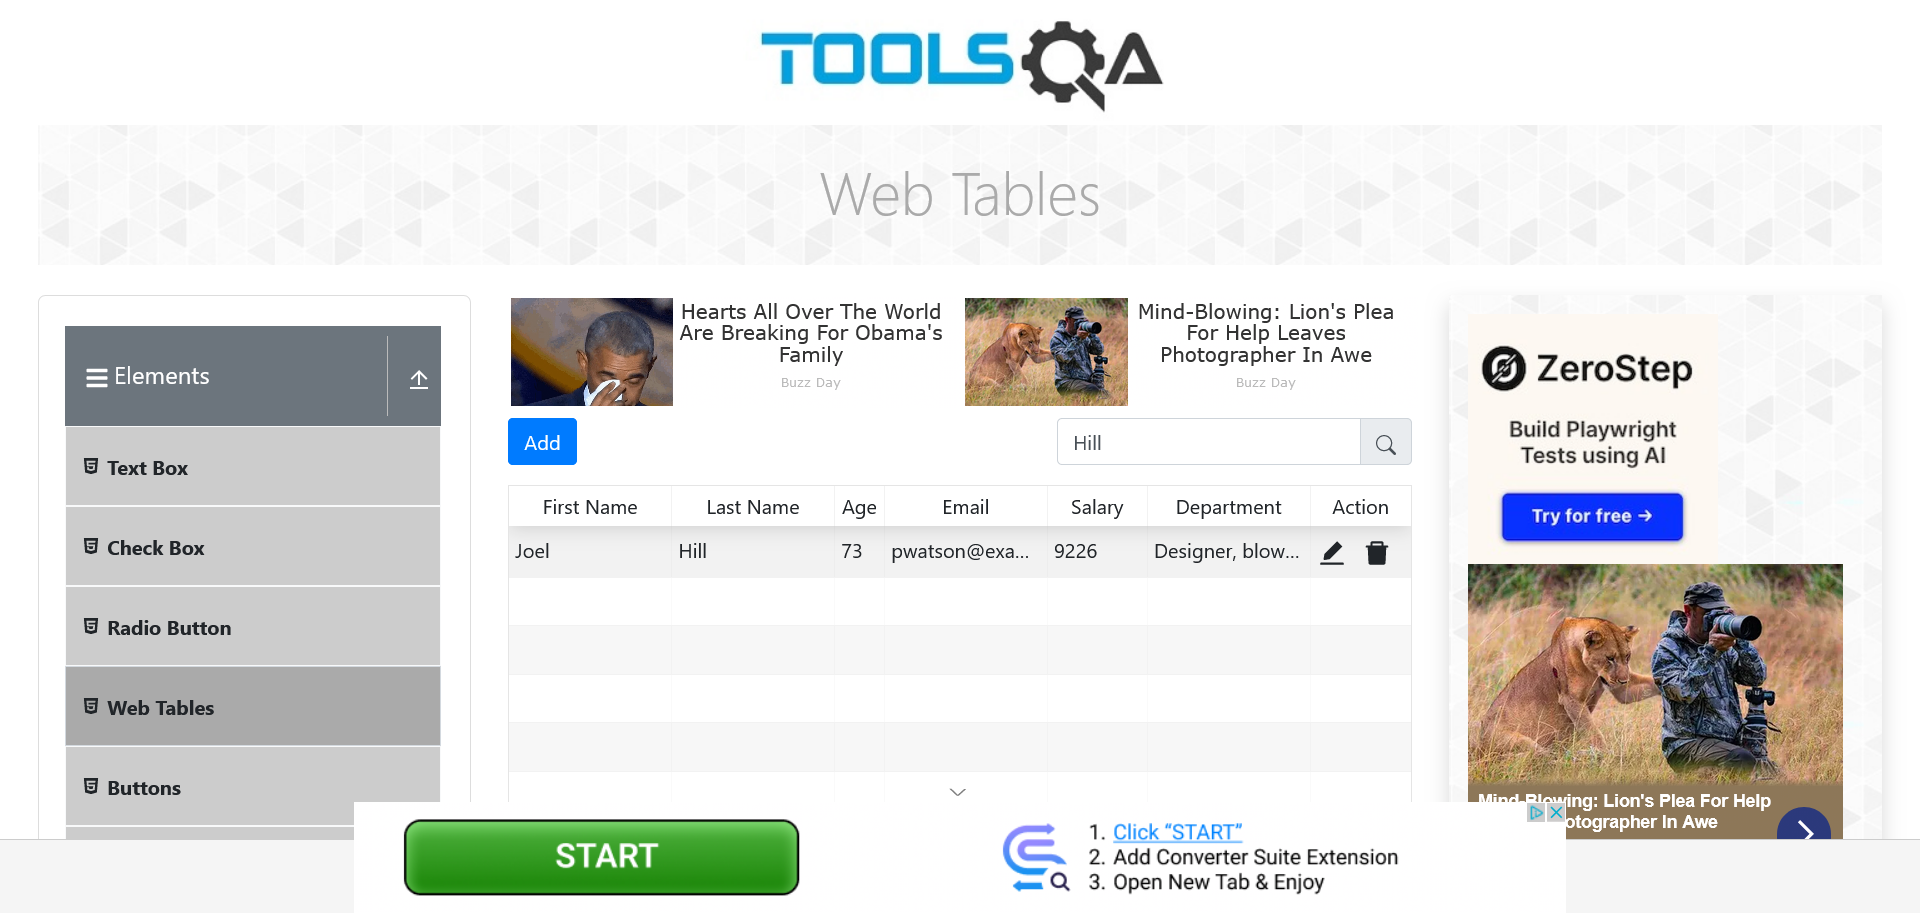 TOOLSQA
Web Tables
Elements
Text Box
Check Box
Radio Button
Web Tables
Buttons
Hearts All Over The World
Are Breaking For Obama's
Family
Buzz Day
Mind-Blowing: Lion's Plea
For Help Leaves
Photographer In Awe
Buzz Day
Add
Hill
First Name Last Name Age Email Salary Department Action
Joel Hill 73 pwatson@exa... 9226 Designer, blow...
ZeroStep
Build Playwright
Tests using AI
Try for free →
Mind-Blowing: Lion's Plea For Help
otographer In Awe
START
1. Click “START”
2. Add Converter Suite Extension
3. Open New Tab & Enjoy